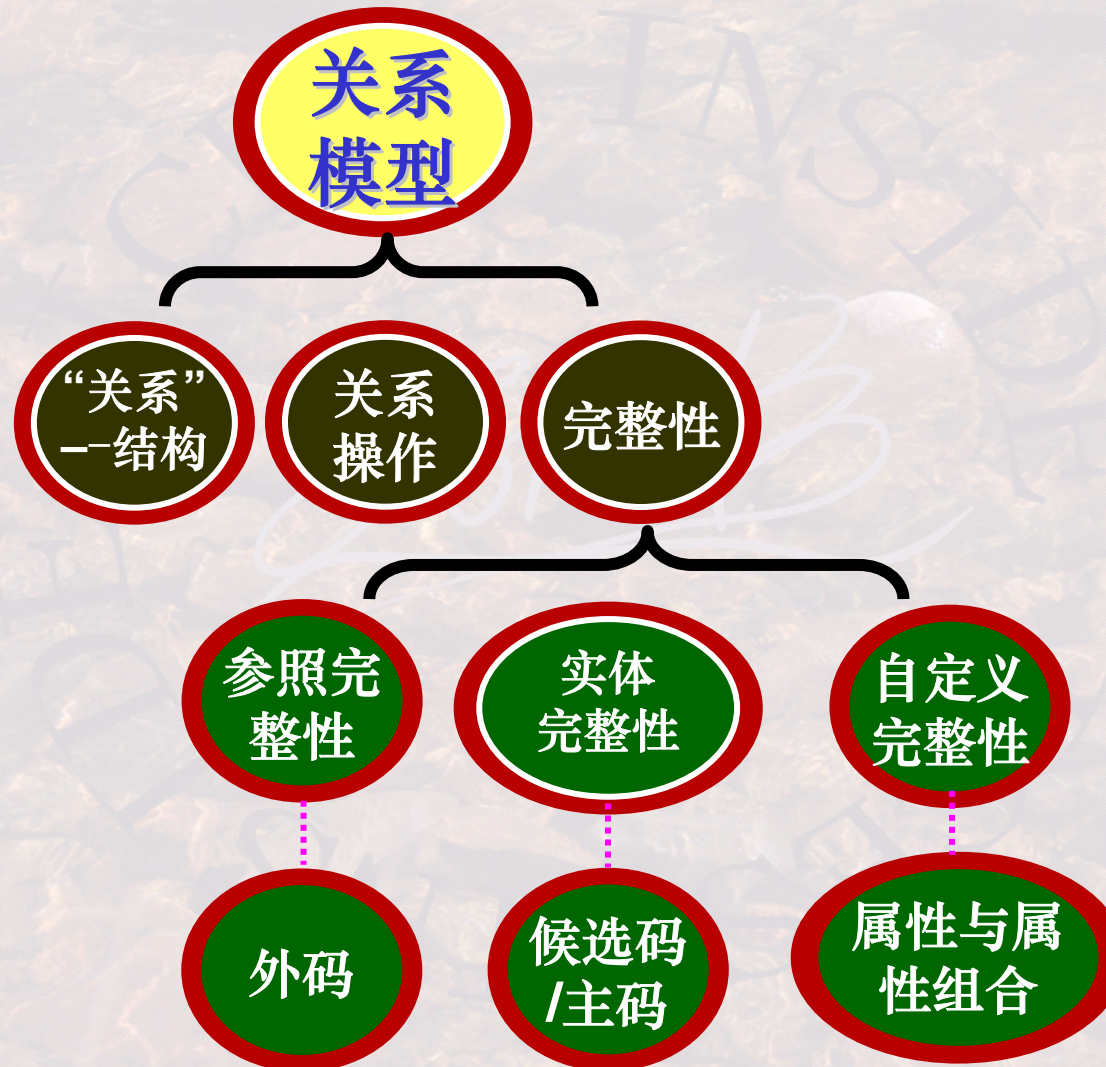 关系
模型
“关系”
--结构
关系
操作
完整性
参照完
整性
实体
完整性
自定义
完整性
外码
候选码
/主码
属性与属
性组合